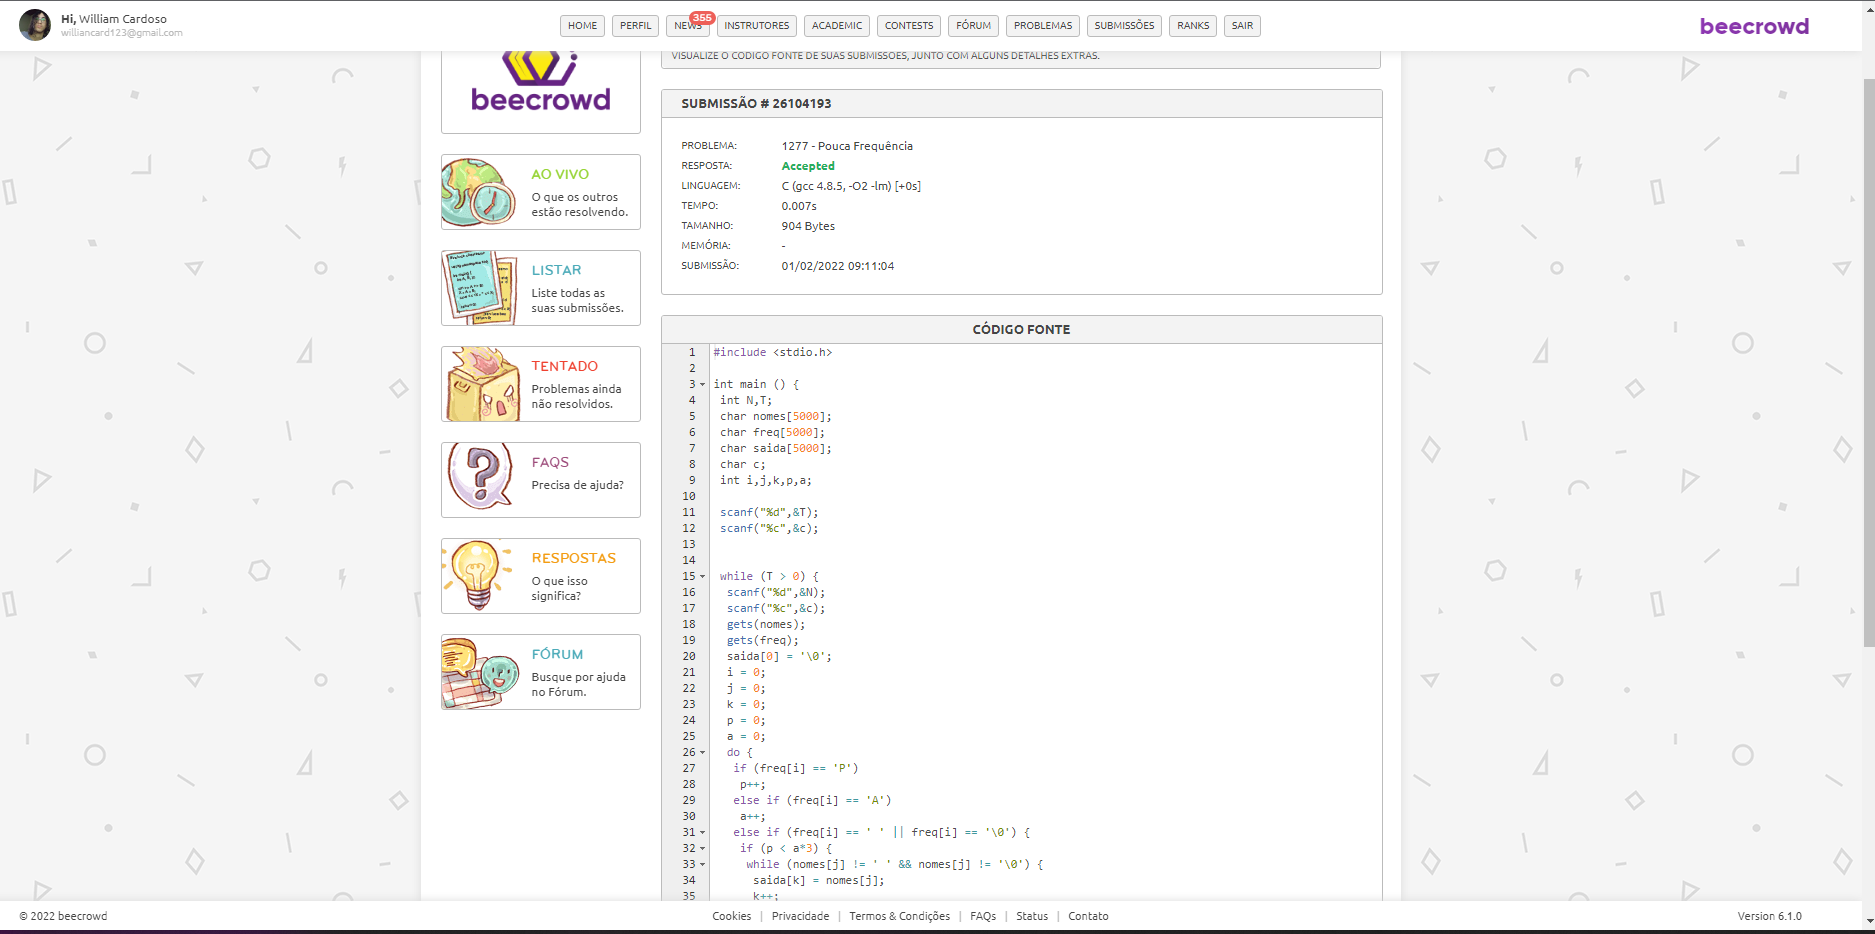 Hi, William Cardoso
williancard123@gmail.com
HOME PERFIL NEWS 355 INSTRUTORES ACADEMIC CONTESTS FÓRUM PROBLEMAS SUBMISSÕES RANKS SAIR
beecrowd
VISUALIZE O CÓDIGO FONTE DE SUAS SUBMISSÕES, JUNTO COM ALGUNS DETALHES EXTRAS.
beecrowd
AO VIVO
O que os outros
estão resolvendo.
LISTAR
Liste todas as
suas submissões.
TENTADO
Problemas ainda
não resolvidos.
FAQS
Precisa de ajuda?
RESPOSTAS
O que isso
significa?
FÓRUM
Busque por ajuda
no Fórum.
SUBMISSÃO # 26104193
PROBLEMA: 1277 - Pouca Frequência
RESPOSTA: Accepted
LINGUAGEM: C (gcc 4.8.5, -O2 -lm) [+0s]
TEMPO: 0.007s
TAMANHO: 904 Bytes
MEMÓRIA: -
SUBMISSÃO: 01/02/2022 09:11:04
CÓDIGO FONTE
1 #include <stdio.h>
2
3 int main () {
4 int N,T;
5 char nomes[5000];
6 char freq[5000];
7 char saida[5000];
8 char c;
9 int i,j,k,p,a;
10
11 scanf("%d",&T);
12 scanf("%c",&c);
13
14
15 while (T > 0) {
16 scanf("%d",&N);
17 scanf("%c",&c);
18 gets(nomes);
19 gets(freq);
20 saida[0] = '\0';
21 i = 0;
22 j = 0;
23 k = 0;
24 p = 0;
25 a = 0;
26 do {
27 if (freq[i] == 'P')
28 p++;
29 else if (freq[i] == 'A')
30 a++;
31 else if (freq[i] == ' ' || freq[i] == '\0') {
32 if (p < a*3) {
33 while (nomes[j] != ' ' && nomes[j] != '\0') {
34 saida[k] = nomes[j];
35 k++;
© 2022 beecrowd
Cookies | Privacidade | Termos & Condições | FAQs | Status | Contato
Version 6.1.0